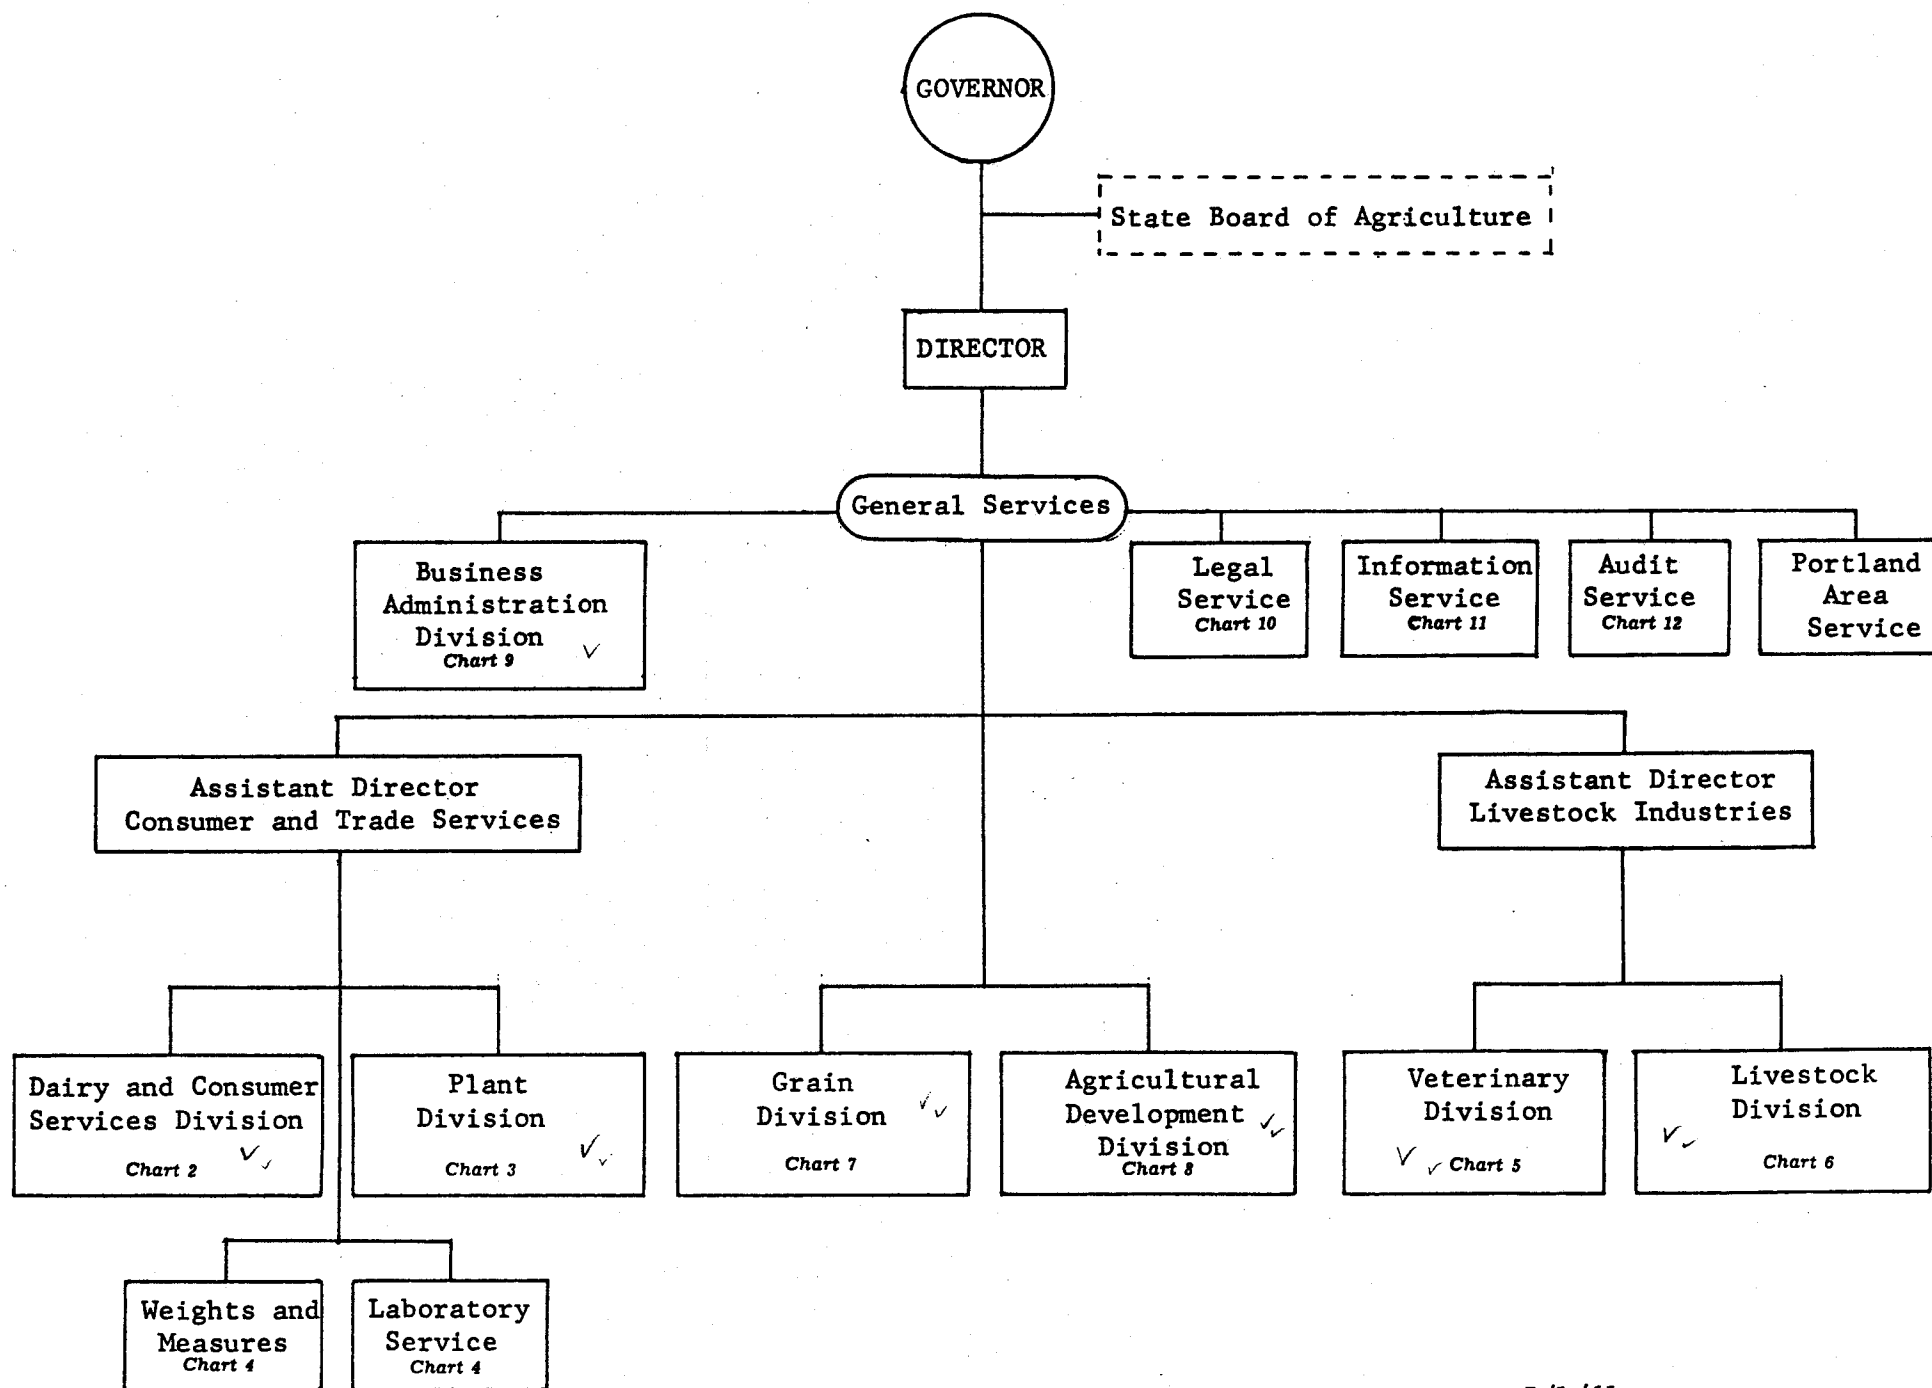 GOVERNOR
State Board of Agriculture
DIRECTOR
General Services
Business
Administration
Division
Chart 9
Legal
Service
Chart 10
Information
Service
Chart 11
Audit
Service
Chart 12
Portland
Area
Service
Assistant Director
Consumer and Trade Services
Assistant Director
Livestock Industries
Dairy and Consumer
Services Division
Chart 2
Plant
Division
Chart 3
Grain
Division
Chart 7
Agricultural
Development
Division
Chart 8
Veterinary
Division
Chart 5
Livestock
Division
Chart 6
Weights and
Measures
Chart 4
Laboratory
Service
Chart 4